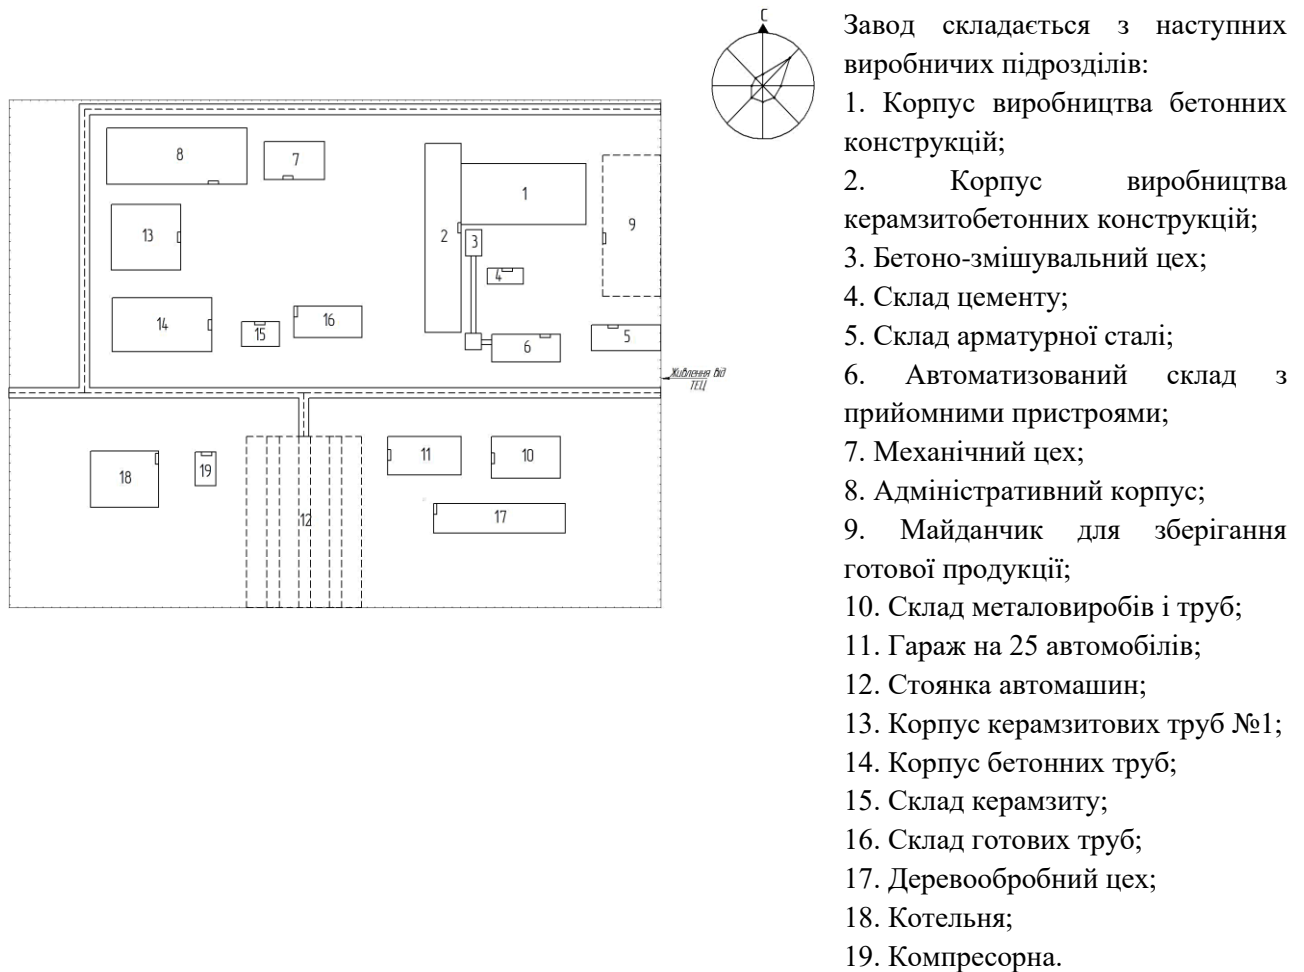 С
8
7
1
13
2
3
9
4
14
15
16
6
5
Живлення від
ТЕЦ
18
19
11
10
12
17
Завод складається з наступних
виробничих підрозділів:
1. Корпус виробництва бетонних
конструкцій;
2. Корпус виробництва
керамзитобетонних конструкцій;
3. Бетоно-змішувальний цех;
4. Склад цементу;
5. Склад арматурної сталі;
6. Автоматизований склад з
прийомними пристроями;
7. Механічний цех;
8. Адміністративний корпус;
9. Майданчик для зберігання
готової продукції;
10. Склад металовиробів і труб;
11. Гараж на 25 автомобілів;
12. Стоянка автомашин;
13. Корпус керамзитових труб №1;
14. Корпус бетонних труб;
15. Склад керамзиту;
16. Склад готових труб;
17. Деревообробний цех;
18. Котельня;
19. Компресорна.